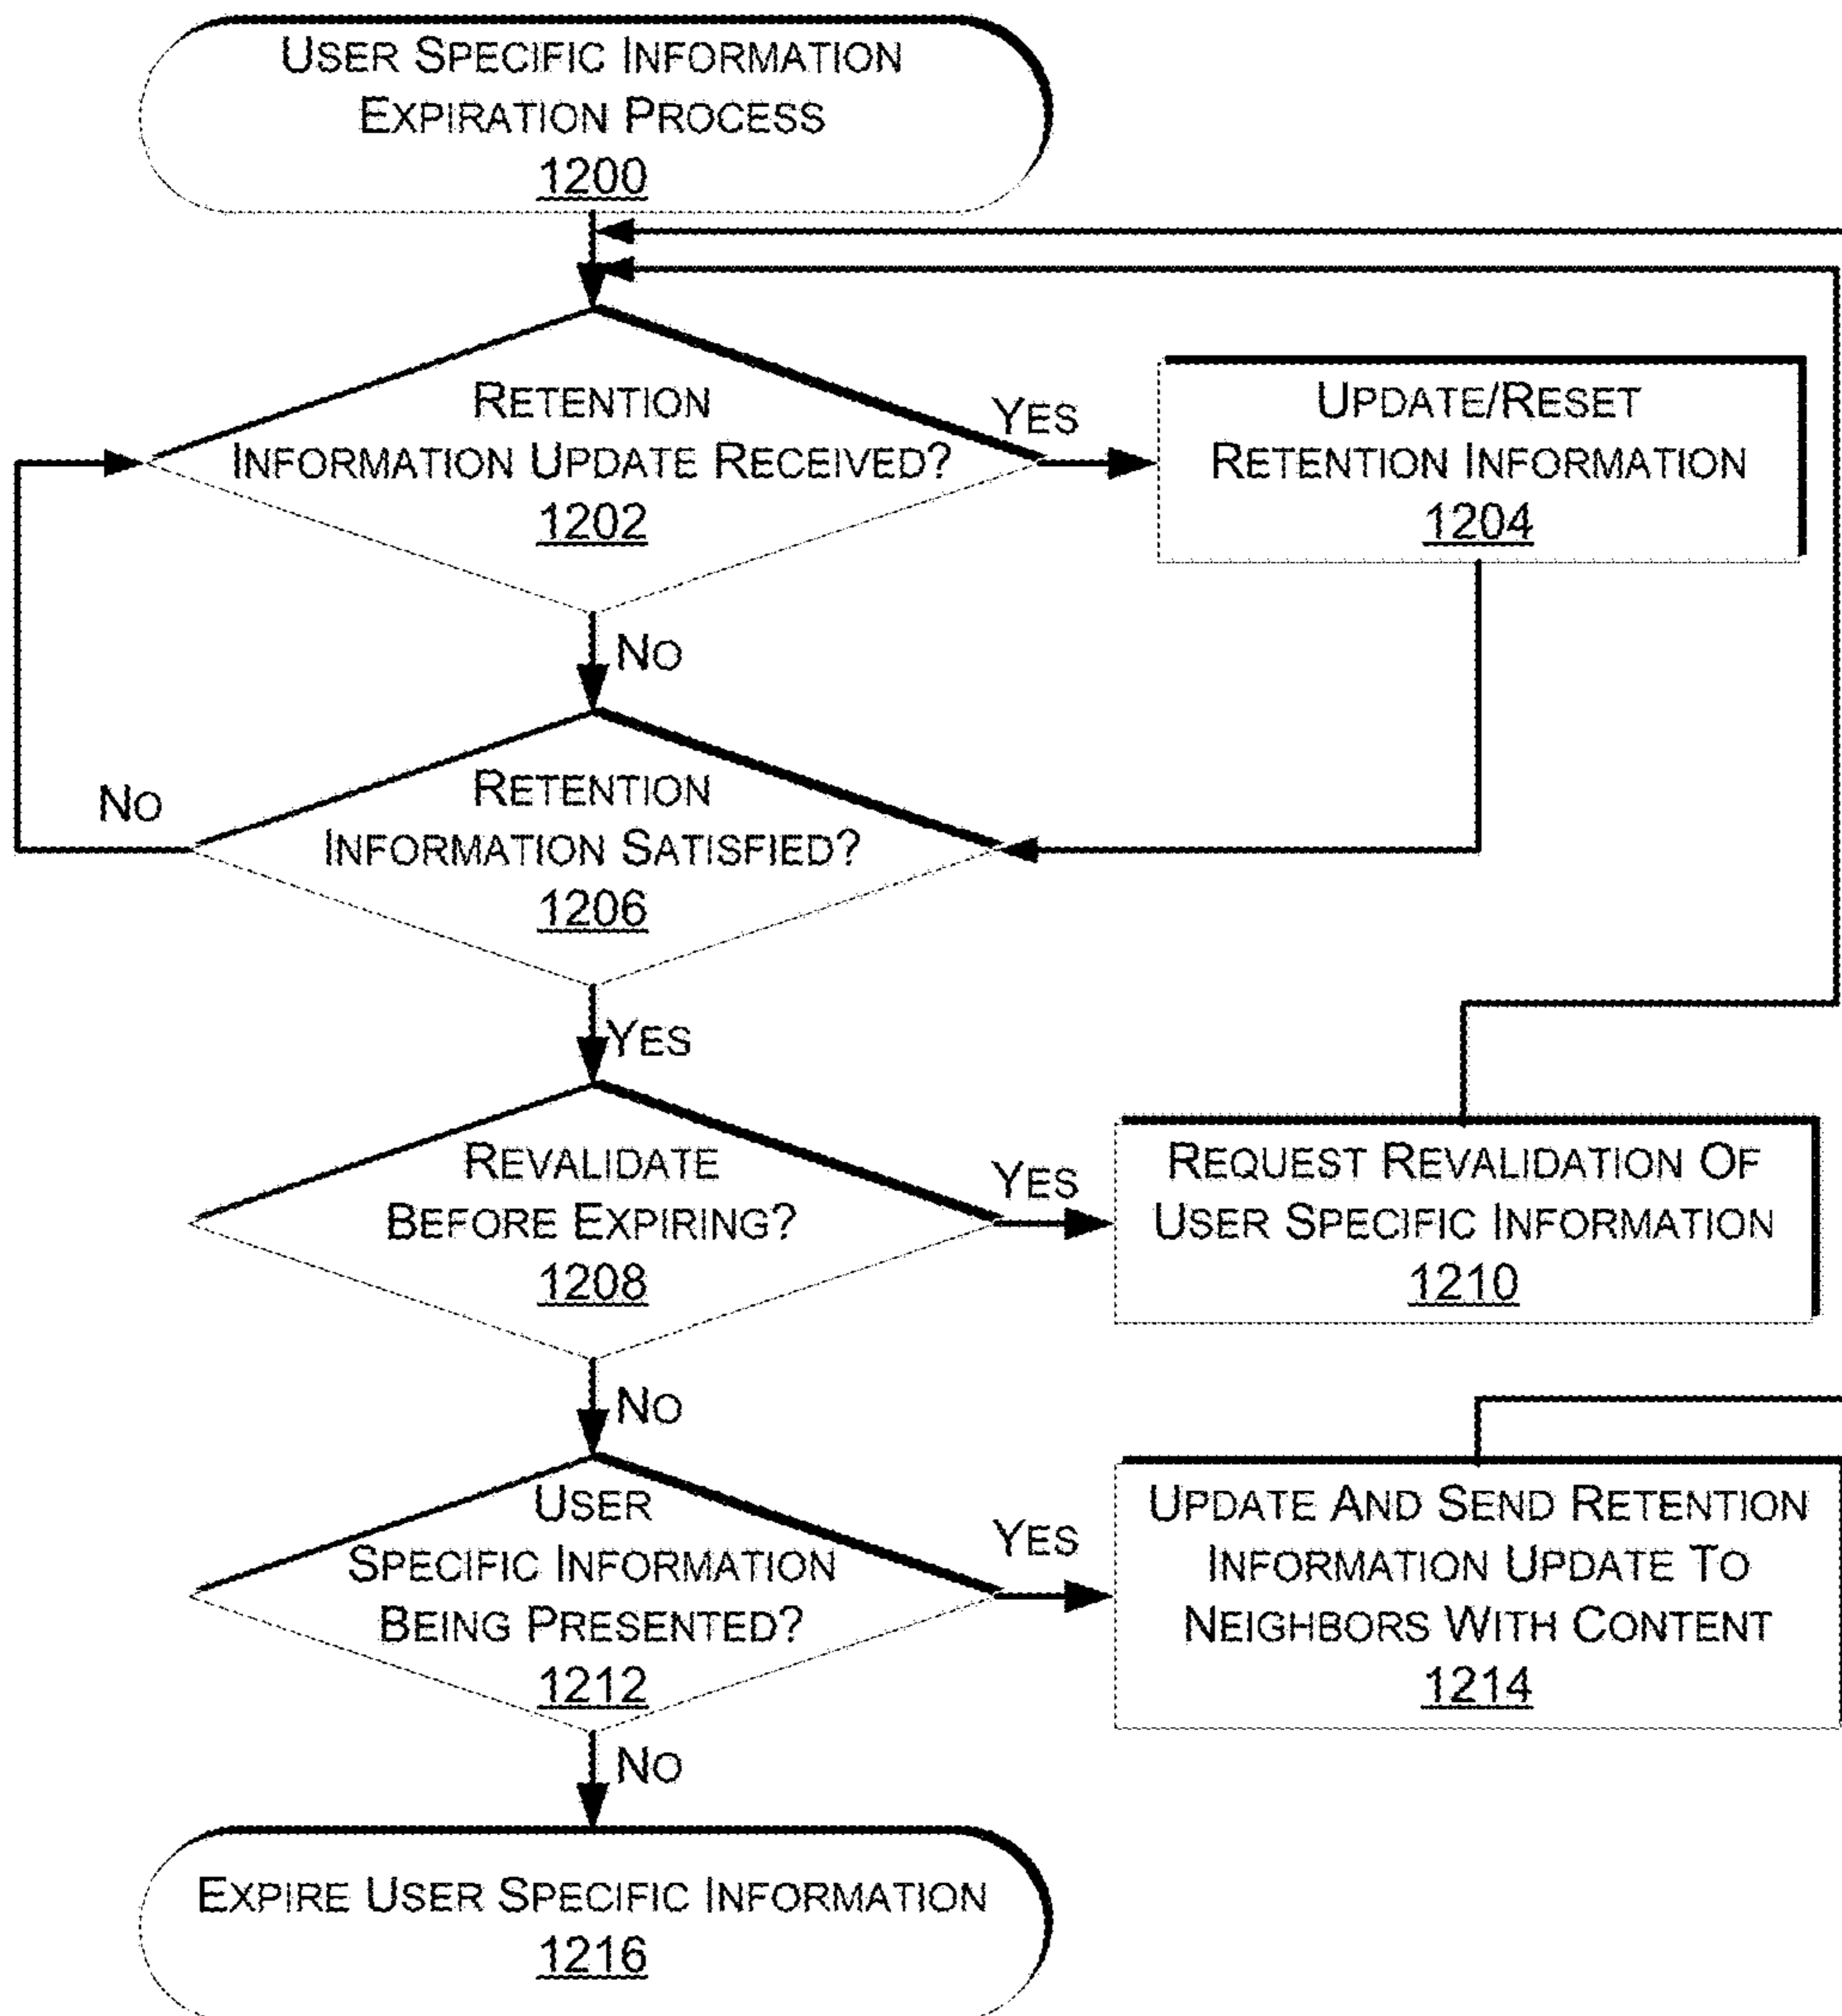 USER SPECIFIC INFORMATION
EXPIRATION PROCESS
1200
RETENTION
INFORMATION UPDATE RECEIVED?
1202
YES
UPDATE/RESET
RETENTION INFORMATION
1204
NO
RETENTION
INFORMATION SATISFIED?
1206
NO
YES
REVALIDATE
BEFORE EXPIRING?
1208
YES
REQUEST REVALIDATION OF
USER SPECIFIC INFORMATION
1210
NO
USER
SPECIFIC INFORMATION
BEING PRESENTED?
1212
YES
UPDATE AND SEND RETENTION
INFORMATION UPDATE TO
NEIGHBORS WITH CONTENT
1214
NO
EXPIRE USER SPECIFIC INFORMATION
1216